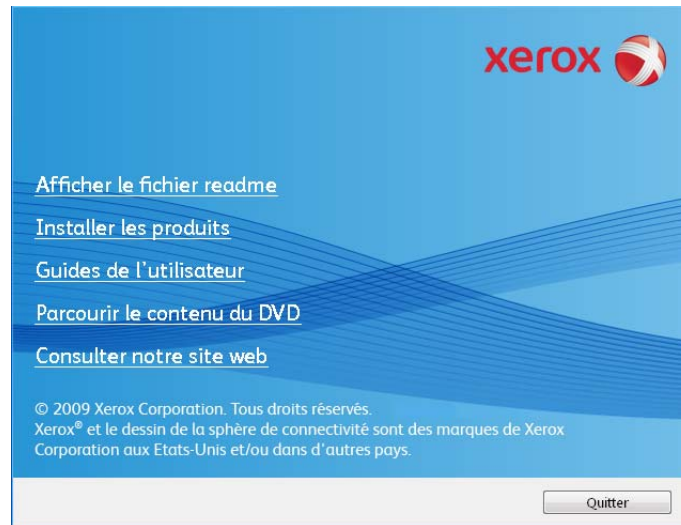 xerox
Afficher le fichier readme
Installer les produits
Guides de l'utilisateur
Parcourir le contenu du DVD
Consulter notre site web
© 2009 Xerox Corporation. Tous droits réservés.
Xerox® et le dessin de la sphère de connectivité sont des marques de Xerox
Corporation aux Etats-Unis et/ou dans d'autres pays.
Quitter